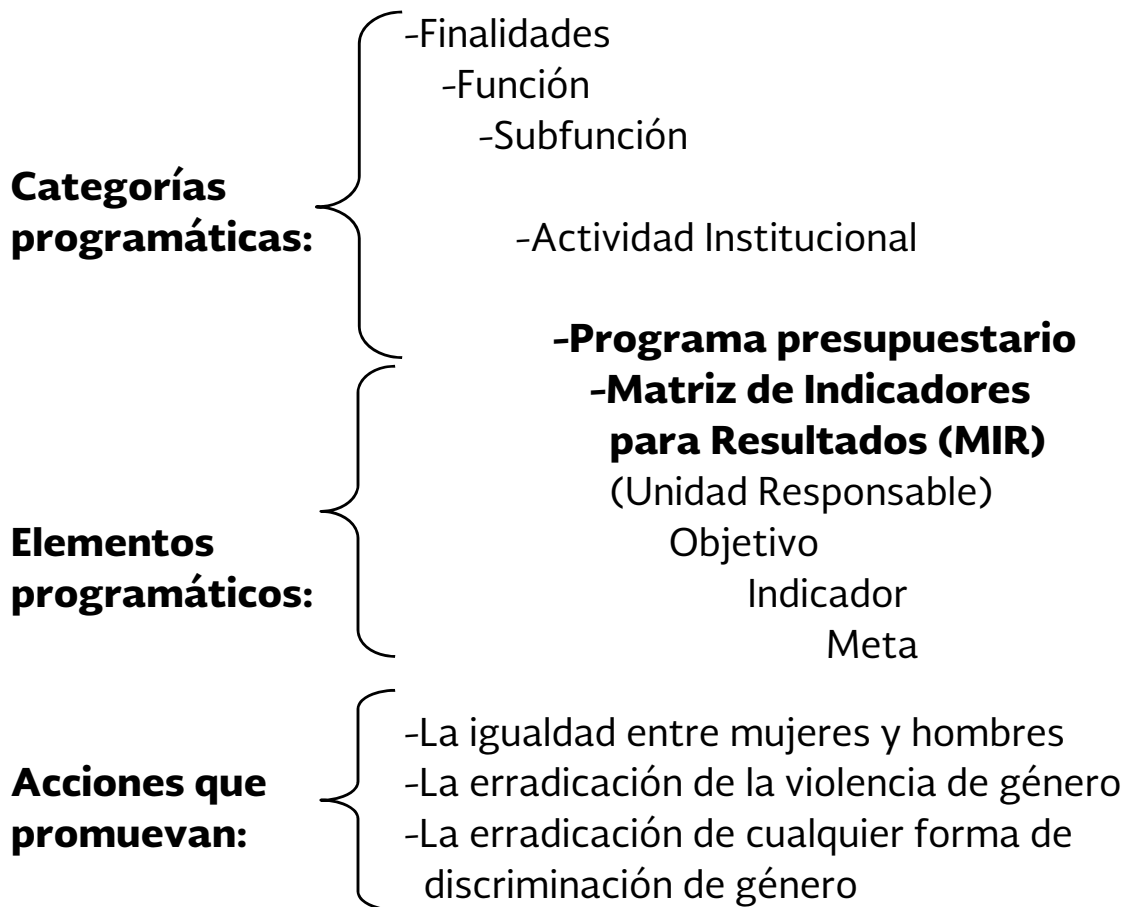 -Finalidades
-Función
-Subfunción
Categorías
programáticas:
-Actividad Institucional
-Programa presupuestario
-Matriz de Indicadores
para Resultados (MIR)
(Unidad Responsable)
Elementos
programáticos:
Objetivo
Indicador
Meta
Acciones que
promuevan:
-La igualdad entre mujeres y hombres
-La erradicación de la violencia de género
-La erradicación de cualquier forma de
discriminación de género